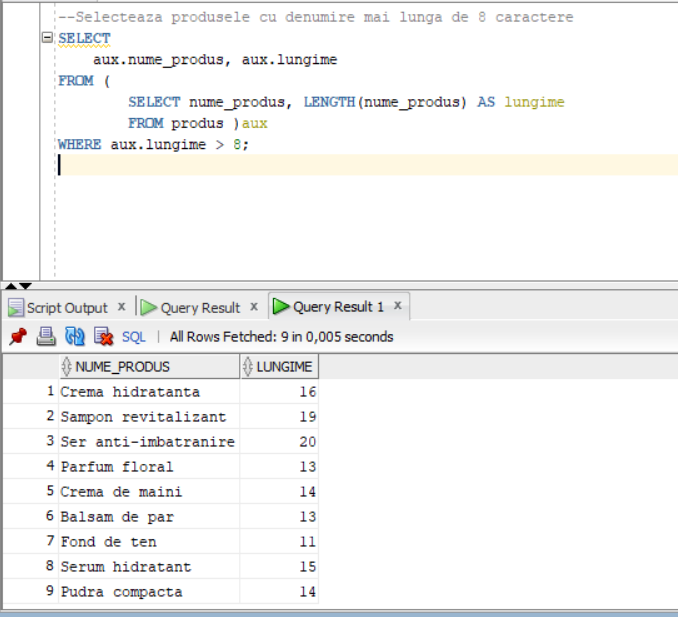 --Selecteaza produsele cu denumire mai lunga de 8 caractere
SELECT
aux.nume_produs, aux.lungime
FROM (
SELECT nume_produs, LENGTH(nume_produs) AS lungime
FROM produs )aux
WHERE aux.lungime > 8;
Script Output x Query Result x Query Result 1 x
SQL | All Rows Fetched: 9 in 0,005 seconds
NUME_PRODUS LUNGIME
1 Crema hidratanta 16
2 Sampon revitalizant 19
3 Ser anti-imbatranire 20
4 Parfum floral 13
5 Crema de maini 14
6 Balsam de par 13
7 Fond de ten 11
8 Serum hidratant 15
9 Pudra compacta 14